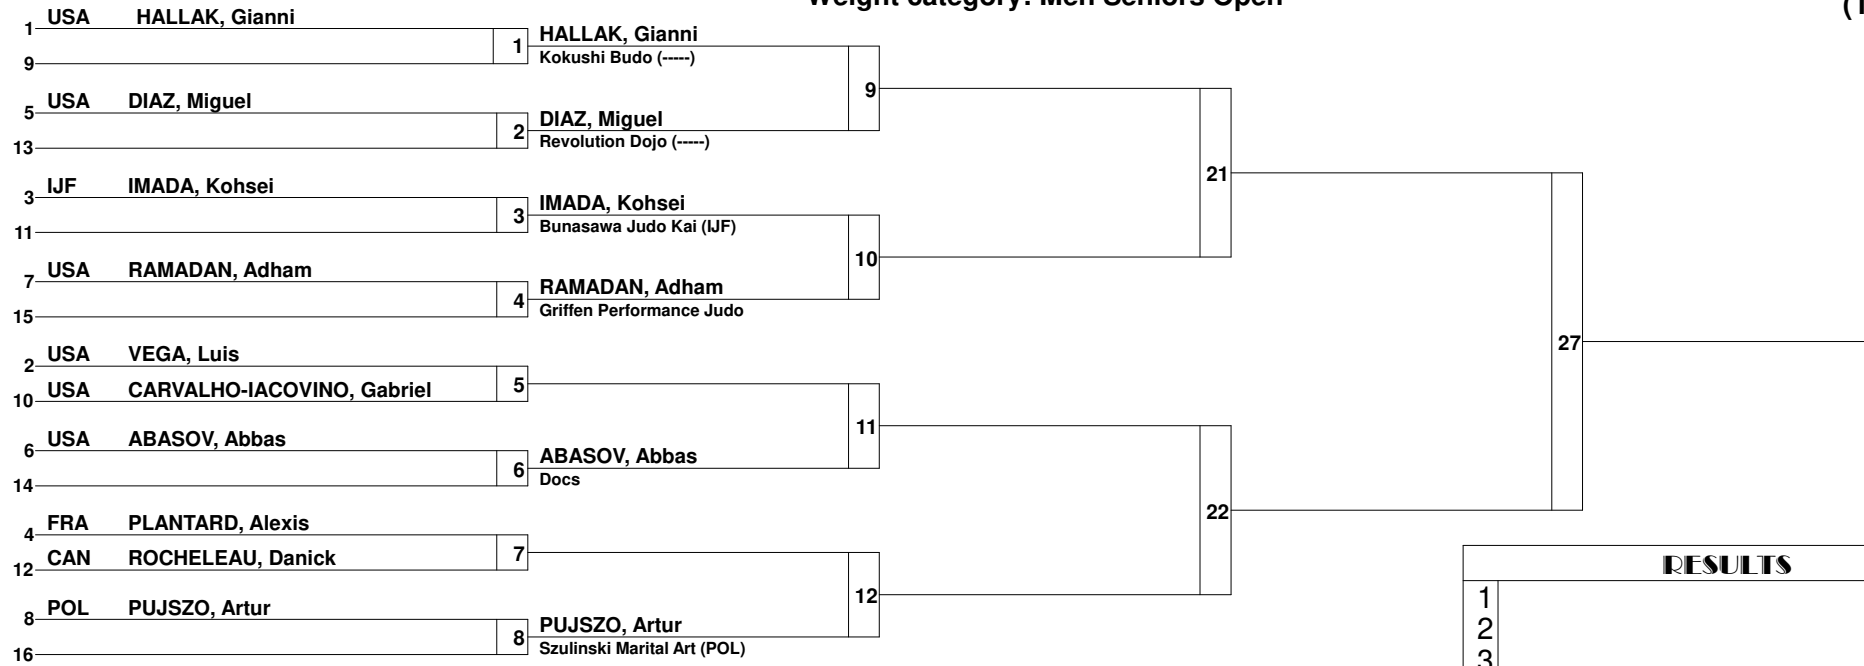 Weight category: Men Seniors Open
(1
1 USA HALLAK, Gianni
9
1 HALLAK, Gianni
Kokushi Budo (-----)
5 USA DIAZ, Miguel
13
2 DIAZ, Miguel
Revolution Dojo (-----)
9
3 IJF IMADA, Kohsei
11
3 IMADA, Kohsei
Bunasawa Judo Kai (IJF)
7 USA RAMADAN, Adham
15
4 RAMADAN, Adham
Griffen Performance Judo
10
21
2 USA VEGA, Luis
10 USA CARVALHO-IACOVINO, Gabriel
5
6 USA ABASOV, Abbas
14
6 ABASOV, Abbas
Docs
11
4 FRA PLANTARD, Alexis
12 CAN ROCHELEAU, Danick
7
8 POL PUJSZO, Artur
16
8 PUJSZO, Artur
Szulinski Marital Art (POL)
12
22
27
RESULTS
1
2
3